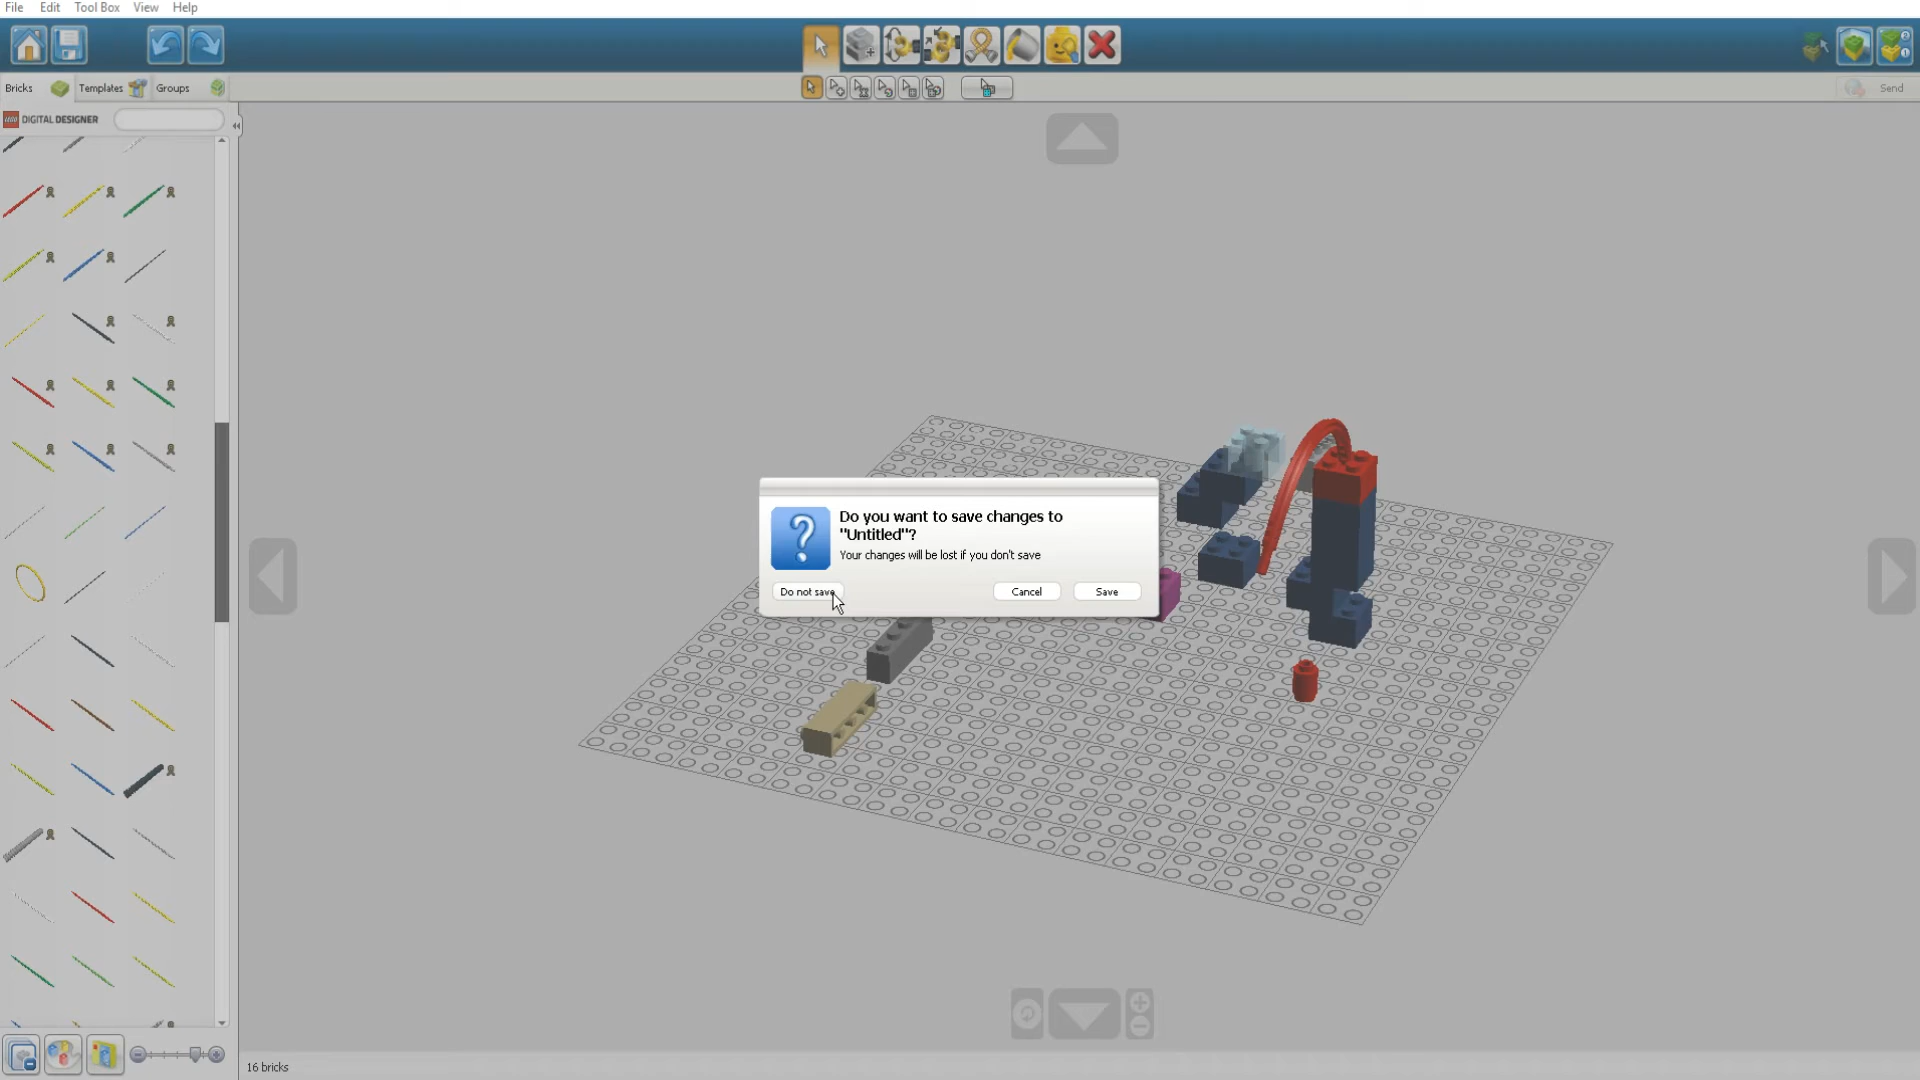 File Edit Tool Box View Help
Bricks Templates Groups
Send
LEGO DIGITAL DESIGNER
Do you want to save changes to
"Untitled"?
Your changes will be lost if you don't save
Do not save Cancel Save
16 bricks